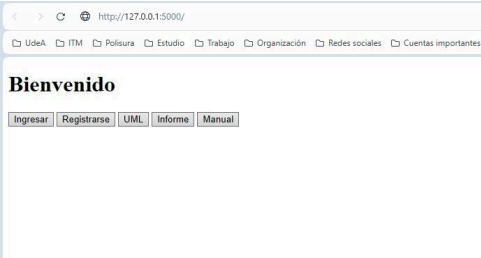 http://127.0.0.1:5000/
UdeA ITM Polisura Estudio Trabajo Organización Redes sociales Cuentas importantes
Bienvenido
Ingresar Registrarse UML Informe Manual